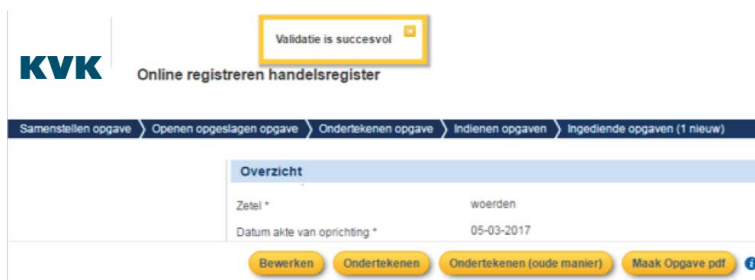 Validatie is succesvol
KVK
Online registreren handelsregister
Samenstellen opgave Openen opgeslagen opgave Ondertekenen opgave Indienen opgaven Ingediende opgaven (1 nieuw)
Overzicht
Zetel * woerden
Datum akte van oprichting * 05-03-2017
Bewerken Ondertekenen Ondertekenen (oude manier) Maak Opgave pdf